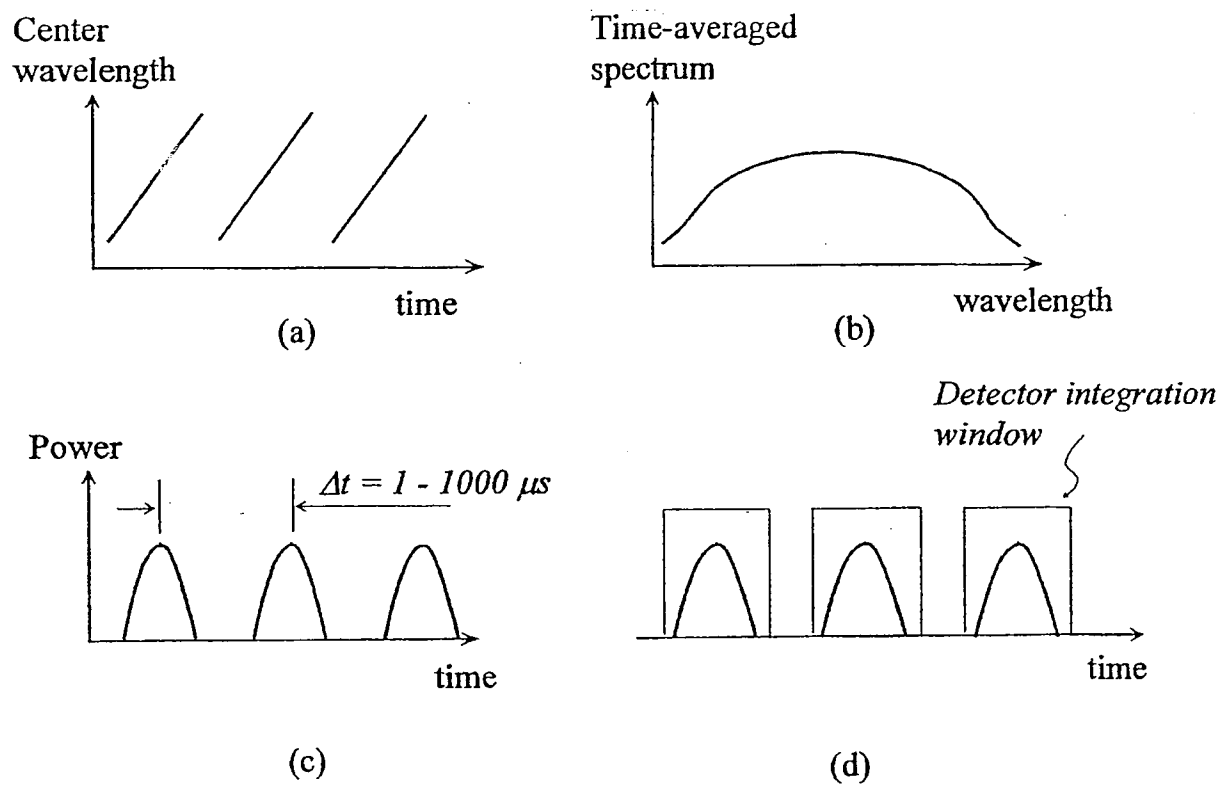 Center
wavelength
time
(a)
Time-averaged
spectrum
wavelength
(b)
Power
Δt = 1 - 1000 μs
time
(c)
Detector integration
window
time
(d)